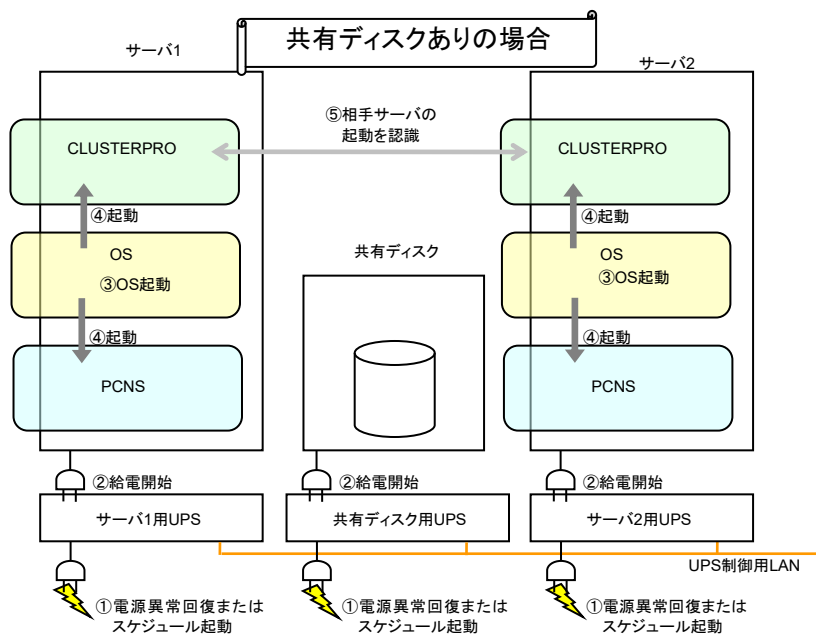 共有ディスクありの場合
サーバ1
サーバ2
⑤相手サーバの
起動を認識
CLUSTERPRO
CLUSTERPRO
④起動
④起動
OS
③OS起動
共有ディスク
OS
③OS起動
④起動
④起動
PCNS
PCNS
②給電開始
②給電開始
②給電開始
サーバ1用UPS
共有ディスク用UPS
サーバ2用UPS
UPS制御用LAN
①電源異常回復または
スケジュール起動
①電源異常回復または
スケジュール起動
①電源異常回復または
スケジュール起動